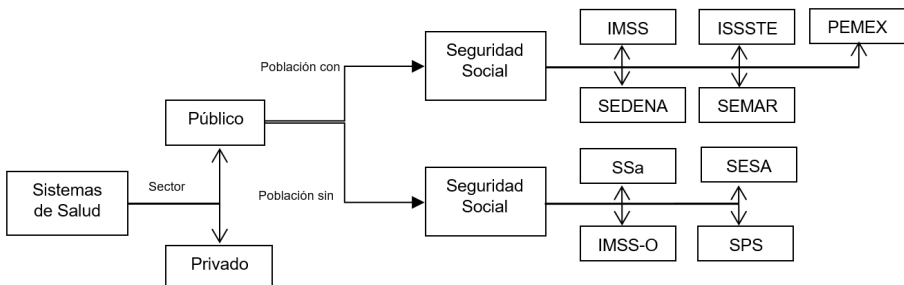 IMSS
ISSSTE
PEMEX
Población con
Seguridad
Social
SEDENA
SEMAR
Público
Sistemas
de Salud
Sector
Privado
Población sin
Seguridad
Social
SSa
SESA
IMSS-O
SPS